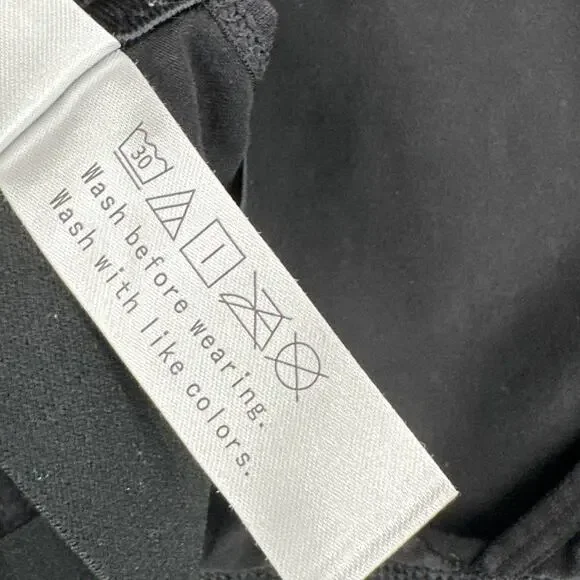 30
Wash before wearing.
Wash with like colors.